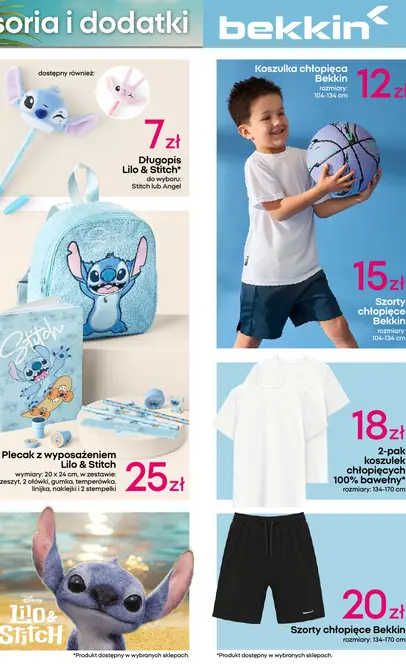 soria i dodatki
dostępny również:
7 zł
Długopis
Lilo & Stitch*
do wyboru:
Stitch lub Angel
Stitch
Plecak z wyposażeniem
Lilo & Stitch
wymiary: 20 x 24 cm, w zestawie:
zeszyt, 2 ołówki, gumka, temperówka,
linijka, naklejki i 2 stempelki
25 zł
Disney
LiLO &
StitCH
*Produkt dostępny w wybranych sklepach.
bekkin
Koszulka chłopięca
Bekkin
rozmiary:
104-134 cm
12 zł
15 zł
Szorty
chłopięce
Bekkin
rozmiary:
104-134 cm
18 zł
2-pak
koszulek
chłopięcych
100% bawełny*
rozmiary: 134-170 cm
20 zł
Szorty chłopięce Bekkin
rozmiary: 134-170 cm
*Produkt dostępny w wybranych sklepach.